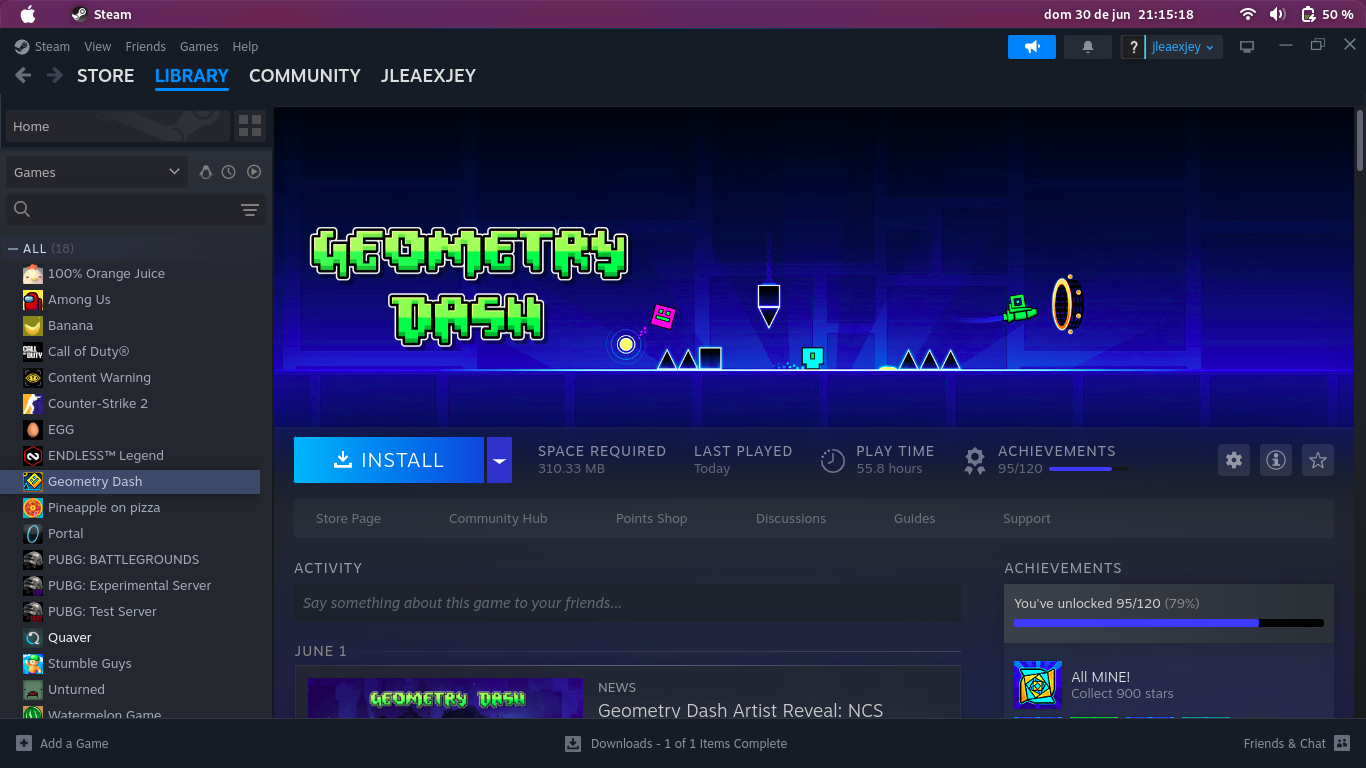 Steam
dom 30 de jun 21:15:18
50 %
Steam View Friends Games Help
? jleaexjey
STORE LIBRARY COMMUNITY JLEAEXJEY
Home
Games
ALL (18)
100% Orange Juice
Among Us
Banana
CALL OF DUTY
Call of Duty®
Content Warning
Counter-Strike 2
EGG
ENDLESS™ Legend
Geometry Dash
Pineapple on pizza
Portal
PUBG: BATTLEGROUNDS
PUBG: Experimental Server
PUBG: Test Server
Quaver
Stumble Guys
Unturned
Watermelon Game
GEOMETRY
DASH
INSTALL
SPACE REQUIRED
310.33 MB
LAST PLAYED
Today
PLAY TIME
55.8 hours
ACHIEVEMENTS
95/120
Store Page Community Hub Points Shop Discussions Guides Support
ACTIVITY
Say something about this game to your friends...
JUNE 1
GEOMETRY DASH
NEWS
Geometry Dash Artist Reveal: NCS
ACHIEVEMENTS
You've unlocked 95/120 (79%)
All MINE!
Collect 900 stars
Add a Game
Downloads - 1 of 1 Items Complete
Friends & Chat